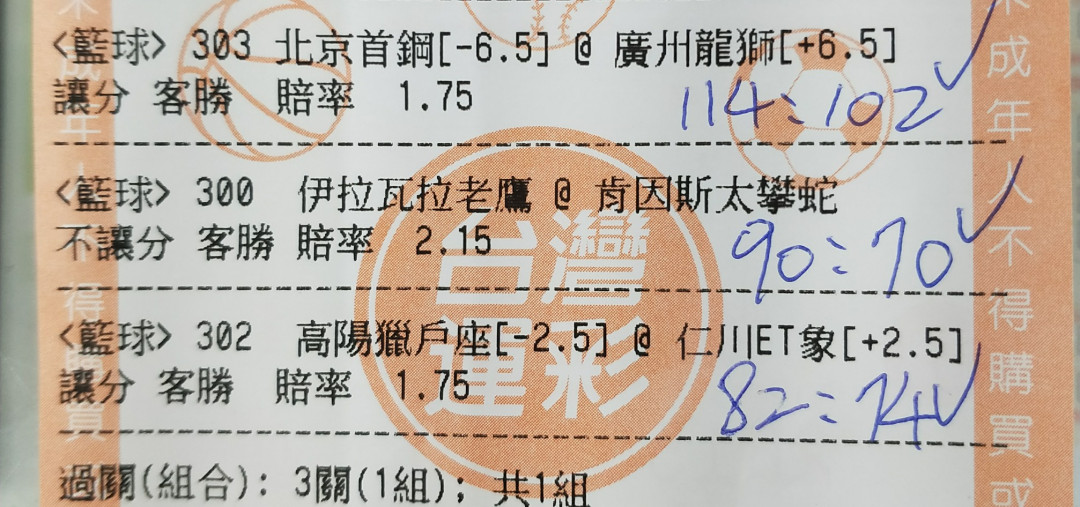 <籃球> 303 北京首鋼[-6.5] @ 廣州龍獅[+6.5]
讓分 客勝 賠率 1.75
114:102✓
<籃球> 300 伊拉瓦拉老鷹 @ 肯因斯太攀蛇
不讓分 客勝 賠率 2.15
90:70✓
<籃球> 302 高陽獵戶座[-2.5] @ 仁川ET象[+2.5]
讓分 客勝 賠率 1.75
82:74✓
過關(組合): 3關(1組); 共1組
台灣
運彩
未成年人不得購買或